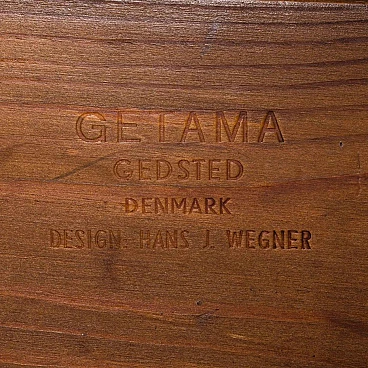 GETAMA
GEDSTED
DENMARK
DESIGN: HANS J. WEGNER